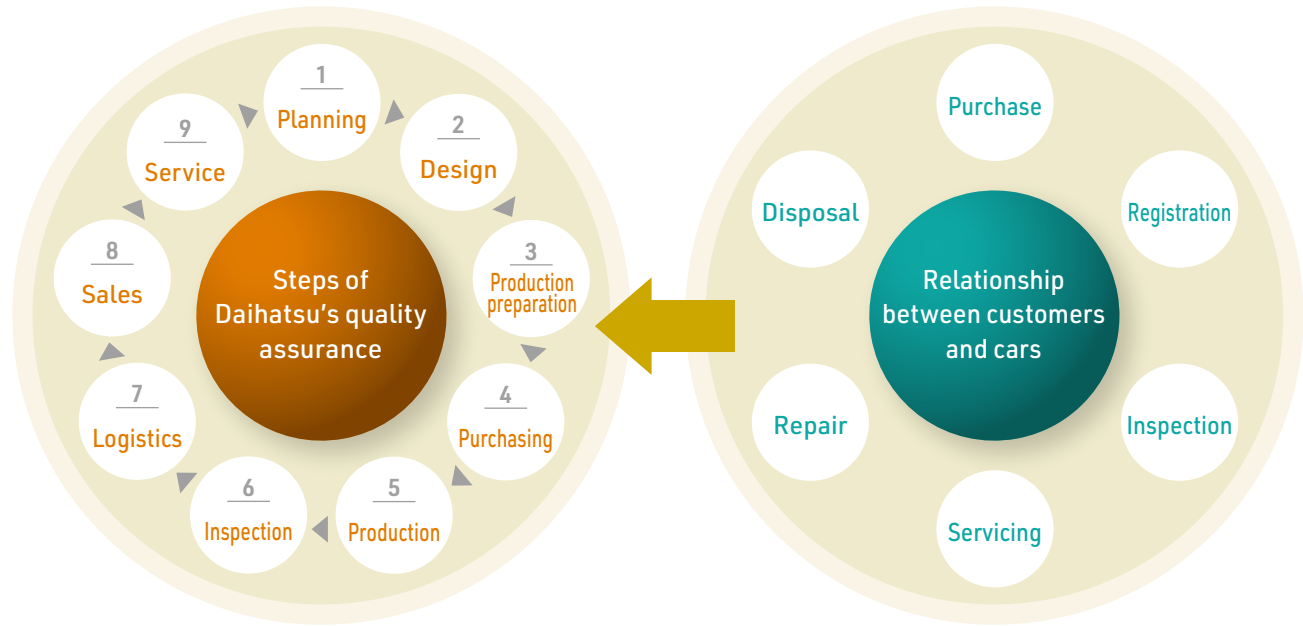 1
Planning
2
Design
3
Production
preparation
4
Purchasing
5
Production
6
Inspection
7
Logistics
8
Sales
9
Service
Steps of
Daihatsu’s quality
assurance
Purchase
Registration
Inspection
Servicing
Repair
Disposal
Relationship
between customers
and cars